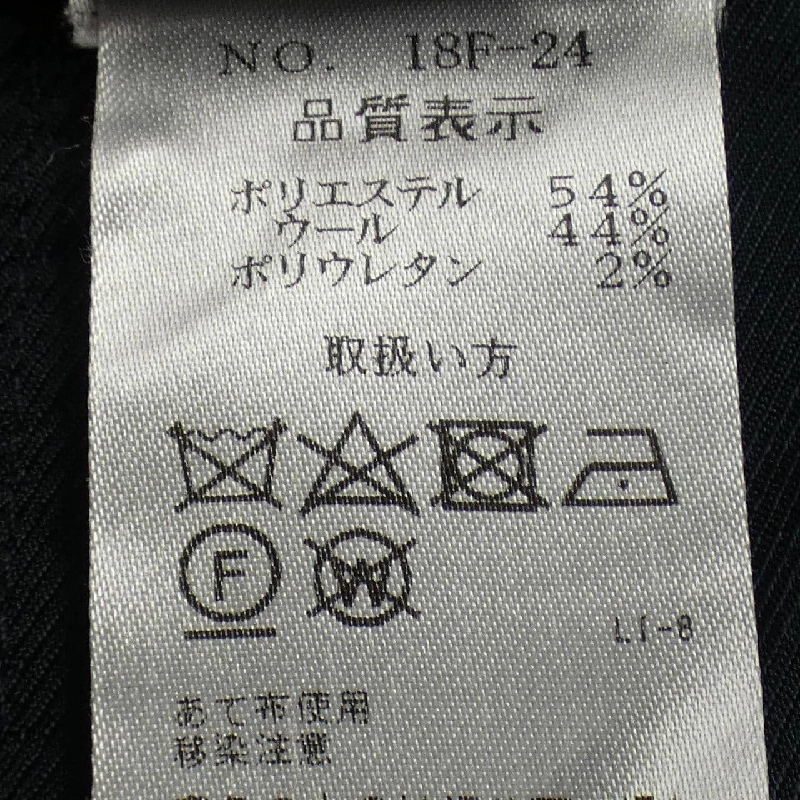 NO. 18F-24
品質表示
ポリエステル 54%
ウール 44%
ポリウレタン 2%
取扱い方
F W
LI-8
あて布使用
移染注意